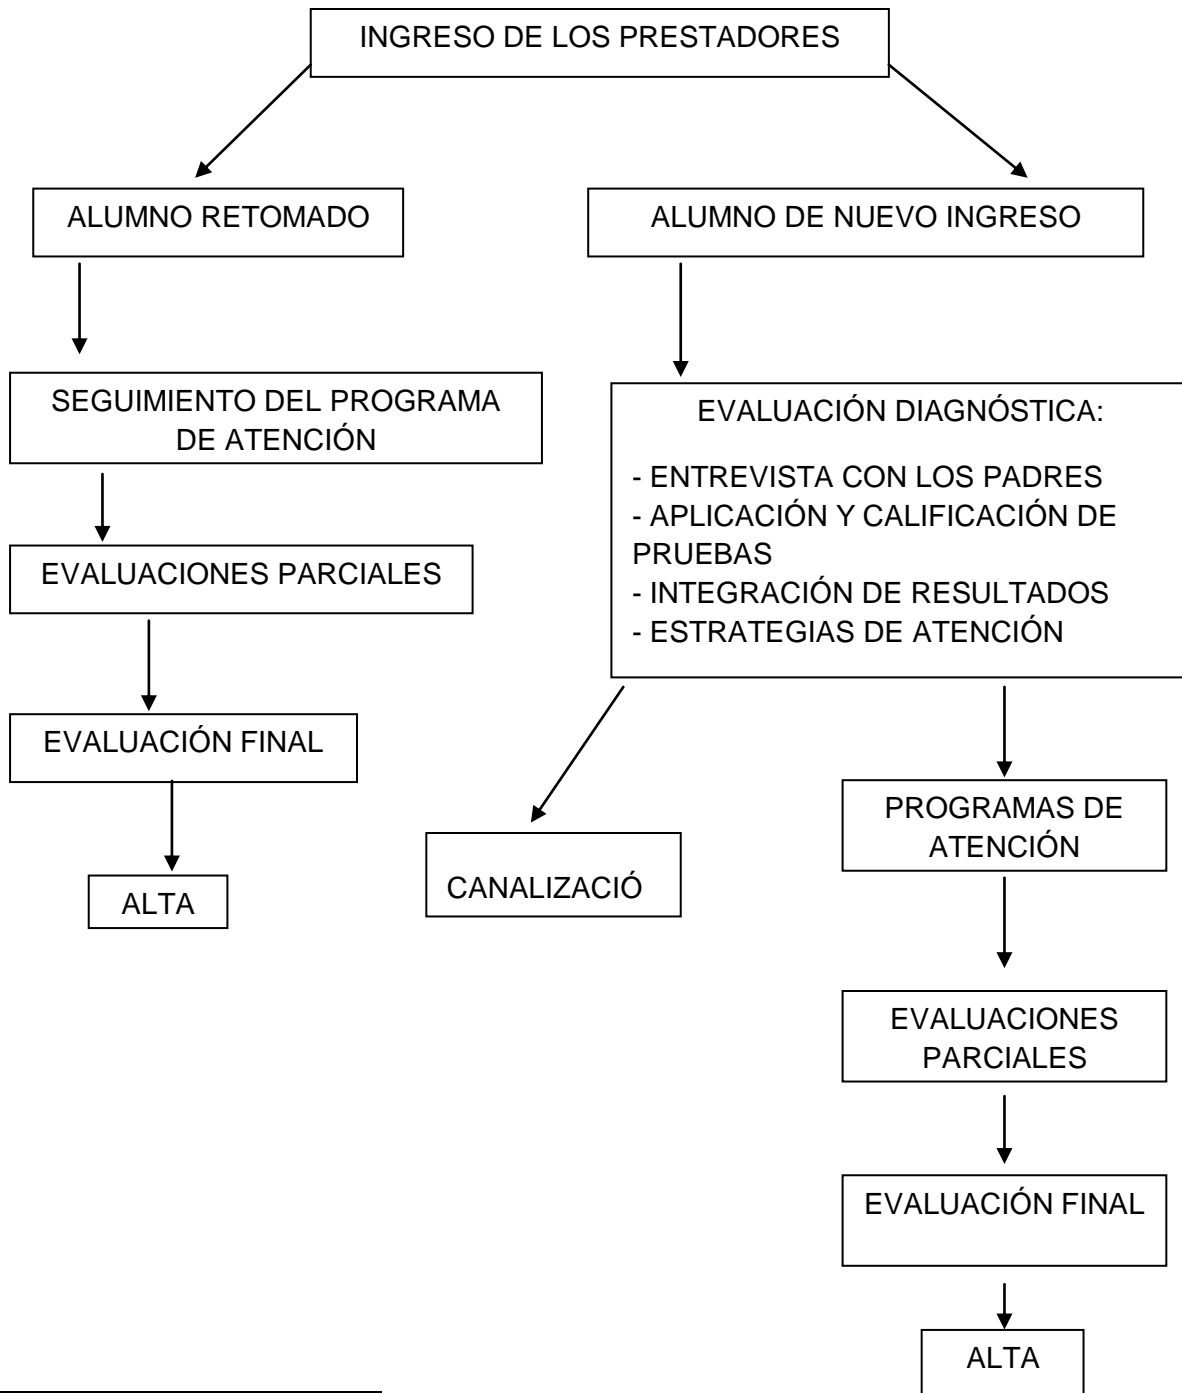 INGRESO DE LOS PRESTADORES
ALUMNO RETOMADO
ALUMNO DE NUEVO INGRESO
SEGUIMIENTO DEL PROGRAMA
DE ATENCIÓN
EVALUACIÓN DIAGNÓSTICA:
- ENTREVISTA CON LOS PADRES
- APLICACIÓN Y CALIFICACIÓN DE
PRUEBAS
- INTEGRACIÓN DE RESULTADOS
- ESTRATEGIAS DE ATENCIÓN
EVALUACIONES PARCIALES
EVALUACIÓN FINAL
ALTA
CANALIZACIÓ
PROGRAMAS DE
ATENCIÓN
EVALUACIONES
PARCIALES
EVALUACIÓN FINAL
ALTA